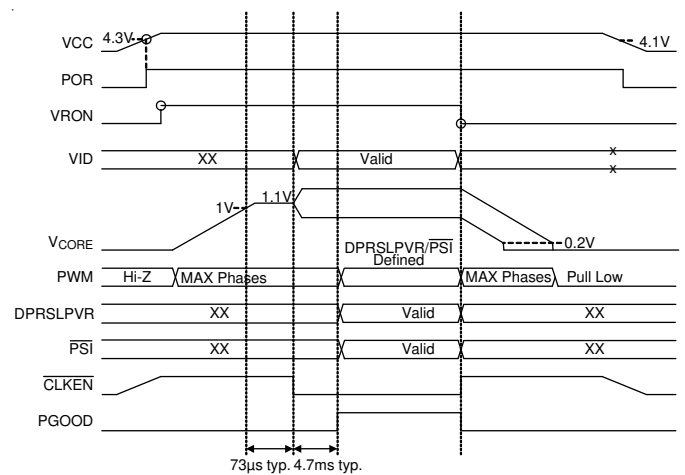 VCC 4.3V 4.1V
POR
VRON
VID XX Valid x
x
1V 1.1V
VCORE 0.2V
DPRSLPVR/PSI
Defined
PWM Hi-Z MAX Phases MAX Phases Pull Low
DPRSLPVR XX Valid XX
PSI XX Valid XX
CLKEN
PGOOD
73µs typ. 4.7ms typ.